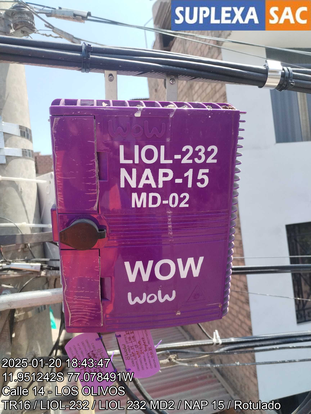 SUPLEXA SAC
WOW
LIOL-232
NAP-15
MD-02
WOW
WOW
2025-01-20 18:43:47
11.951242S 77.078491W
Calle 14 - LOS OLIVOS
TR16 / LIOL 232 / LIOL 232 MD2 / NAP 15 / Rotulado